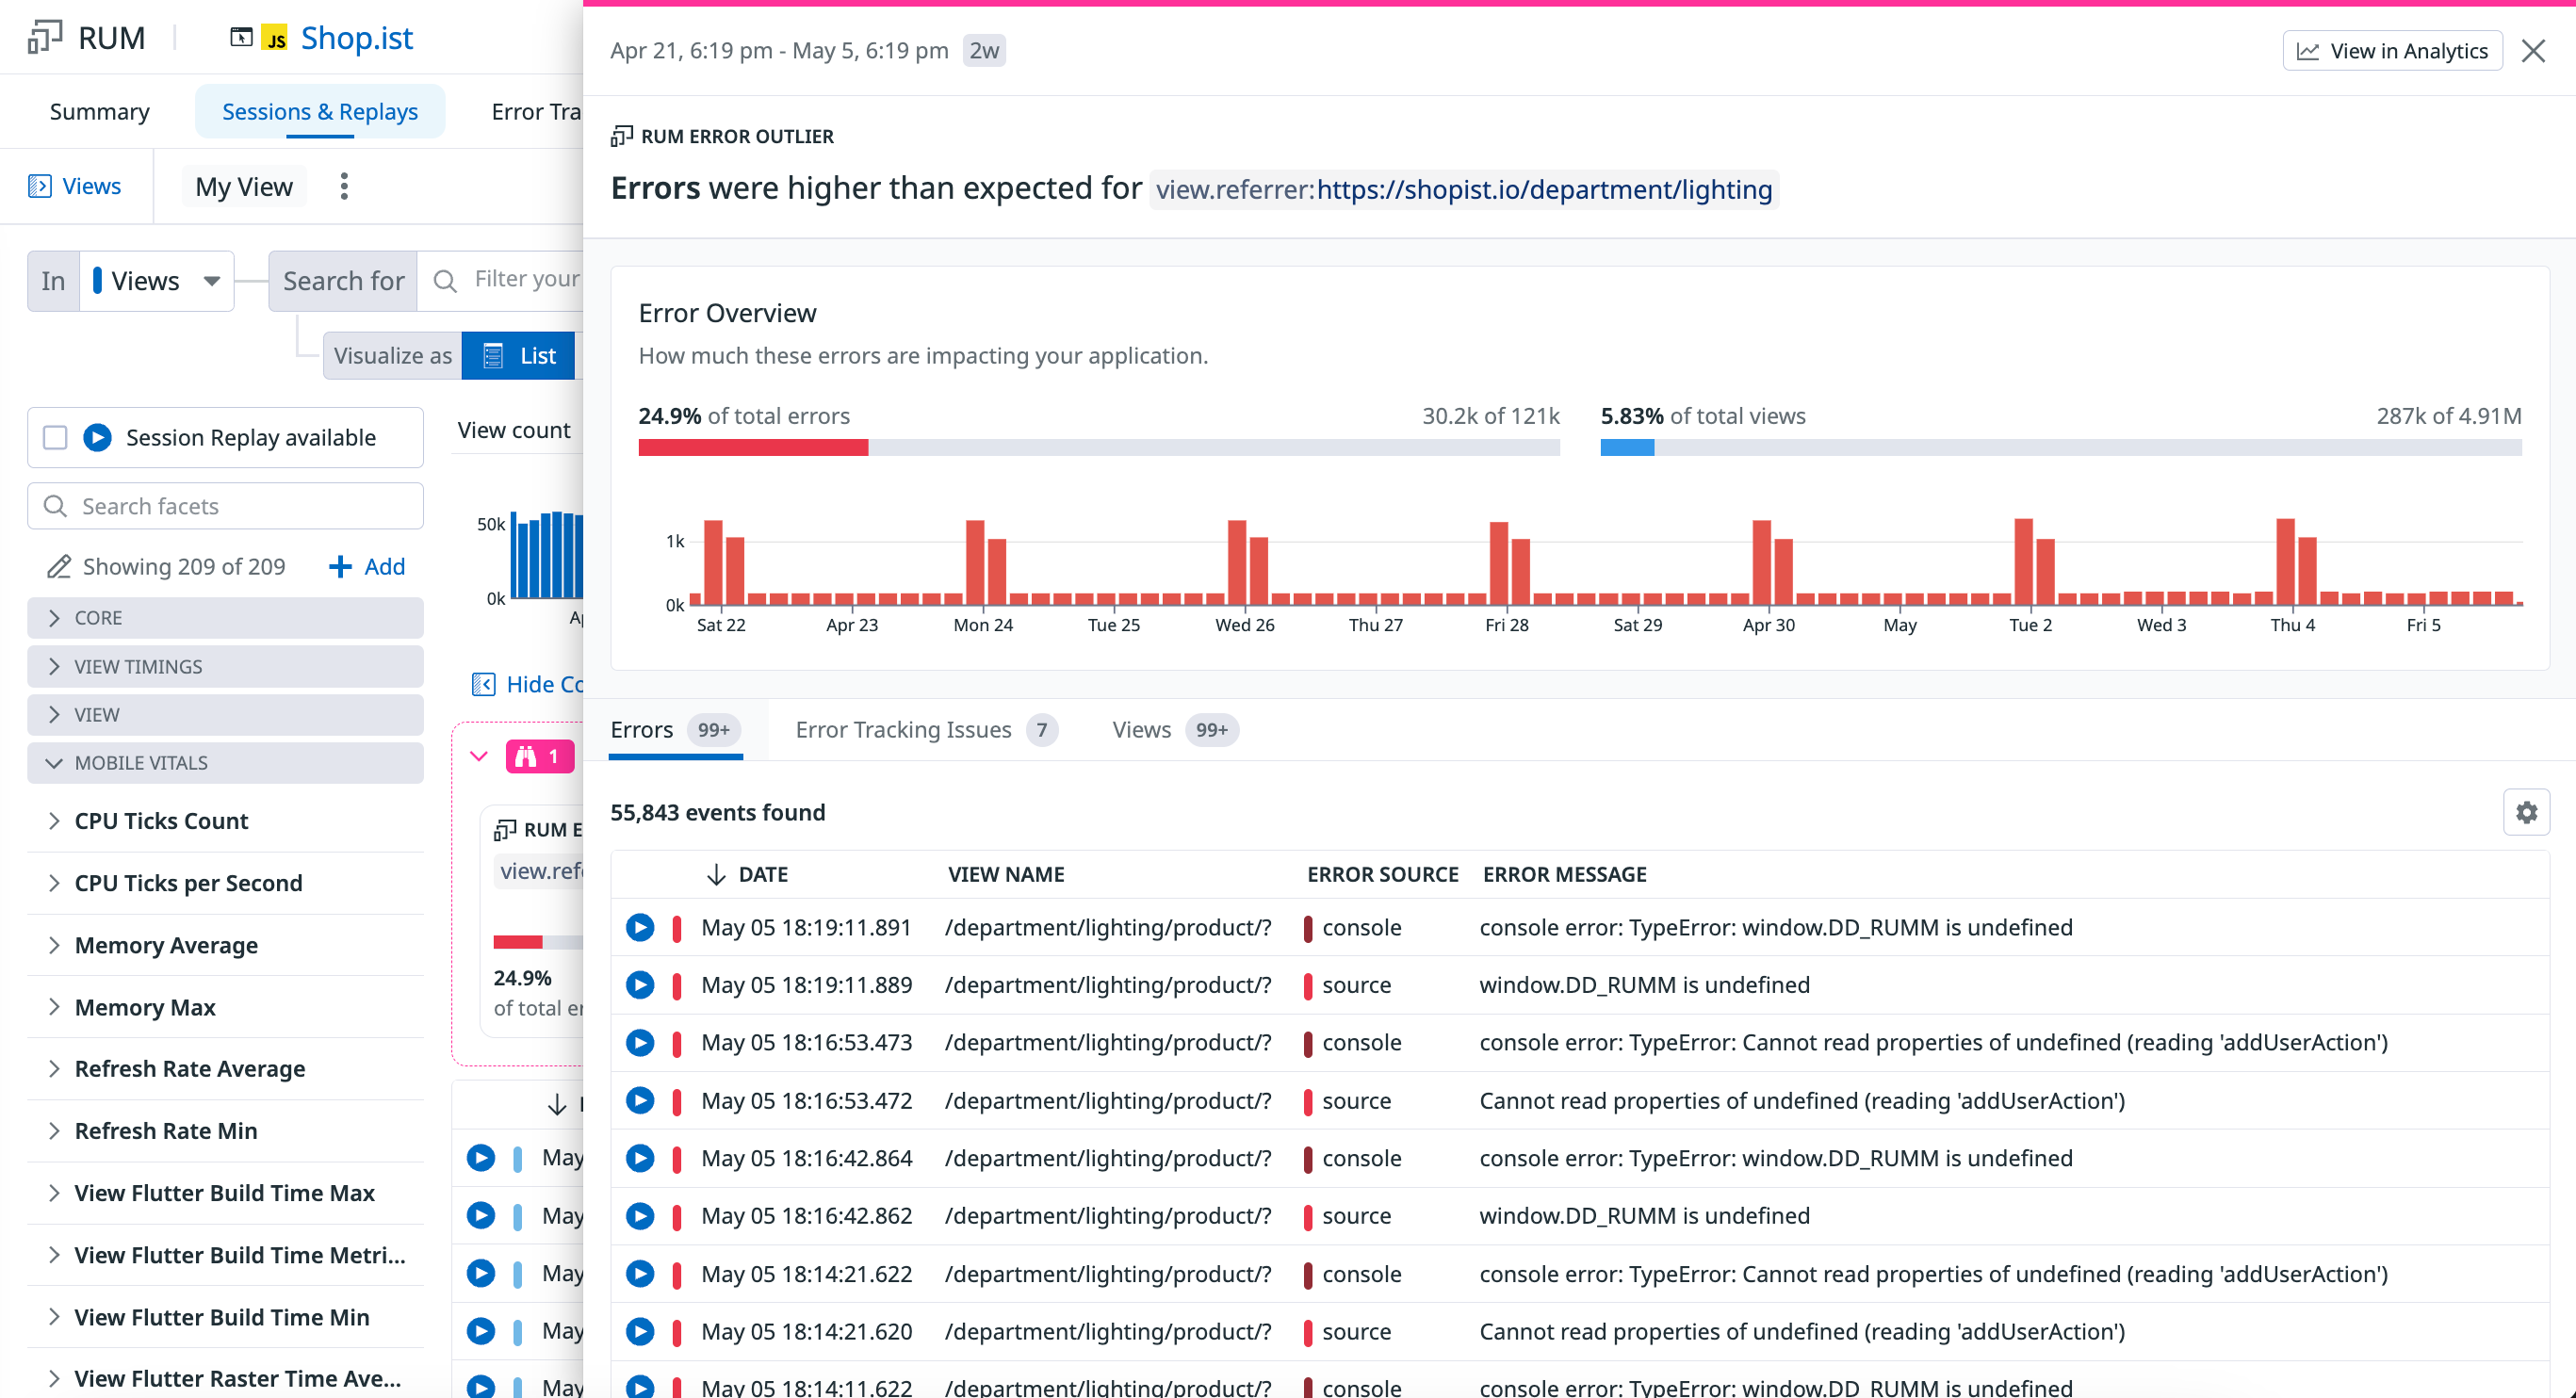 RUM
JS Shop.ist
Summary
Sessions & Replays
Error Tra
Views
My View
In
Views
Search for
Filter your
Visualize as
List
Session Replay available
Search facets
Showing 209 of 209
Add
CORE
VIEW TIMINGS
VIEW
MOBILE VITALS
CPU Ticks Count
CPU Ticks per Second
Memory Average
Memory Max
Refresh Rate Average
Refresh Rate Min
View Flutter Build Time Max
View Flutter Build Time Metri...
View Flutter Build Time Min
View Flutter Raster Time Ave...
View count
50k
0k
Hide Co
1
RUM E
view.ref
24.9%
of total er
May
May
May
May
May
Apr 21, 6:19 pm - May 5, 6:19 pm 2w
View in Analytics
RUM ERROR OUTLIER
Errors were higher than expected for view.referrer:https://shopist.io/department/lighting
Error Overview
How much these errors are impacting your application.
24.9% of total errors 30.2k of 121k
5.83% of total views 287k of 4.91M
1k
0k
Sat 22 Apr 23 Mon 24 Tue 25 Wed 26 Thu 27 Fri 28 Sat 29 Apr 30 May Tue 2 Wed 3 Thu 4 Fri 5
Errors 99+ Error Tracking Issues 7 Views 99+
55,843 events found
DATE VIEW NAME ERROR SOURCE ERROR MESSAGE
May 05 18:19:11.891 /department/lighting/product/? console console error: TypeError: window.DD_RUMM is undefined
May 05 18:19:11.889 /department/lighting/product/? source window.DD_RUMM is undefined
May 05 18:16:53.473 /department/lighting/product/? console console error: TypeError: Cannot read properties of undefined (reading 'addUserAction')
May 05 18:16:53.472 /department/lighting/product/? source Cannot read properties of undefined (reading 'addUserAction')
May 05 18:16:42.864 /department/lighting/product/? console console error: TypeError: window.DD_RUMM is undefined
May 05 18:16:42.862 /department/lighting/product/? source window.DD_RUMM is undefined
May 05 18:14:21.622 /department/lighting/product/? console console error: TypeError: Cannot read properties of undefined (reading 'addUserAction')
May 05 18:14:21.620 /department/lighting/product/? source Cannot read properties of undefined (reading 'addUserAction')
May 05 18:14:11.622 /department/lighting/product/? console console error: TypeError: window.DD_RUMM is undefined